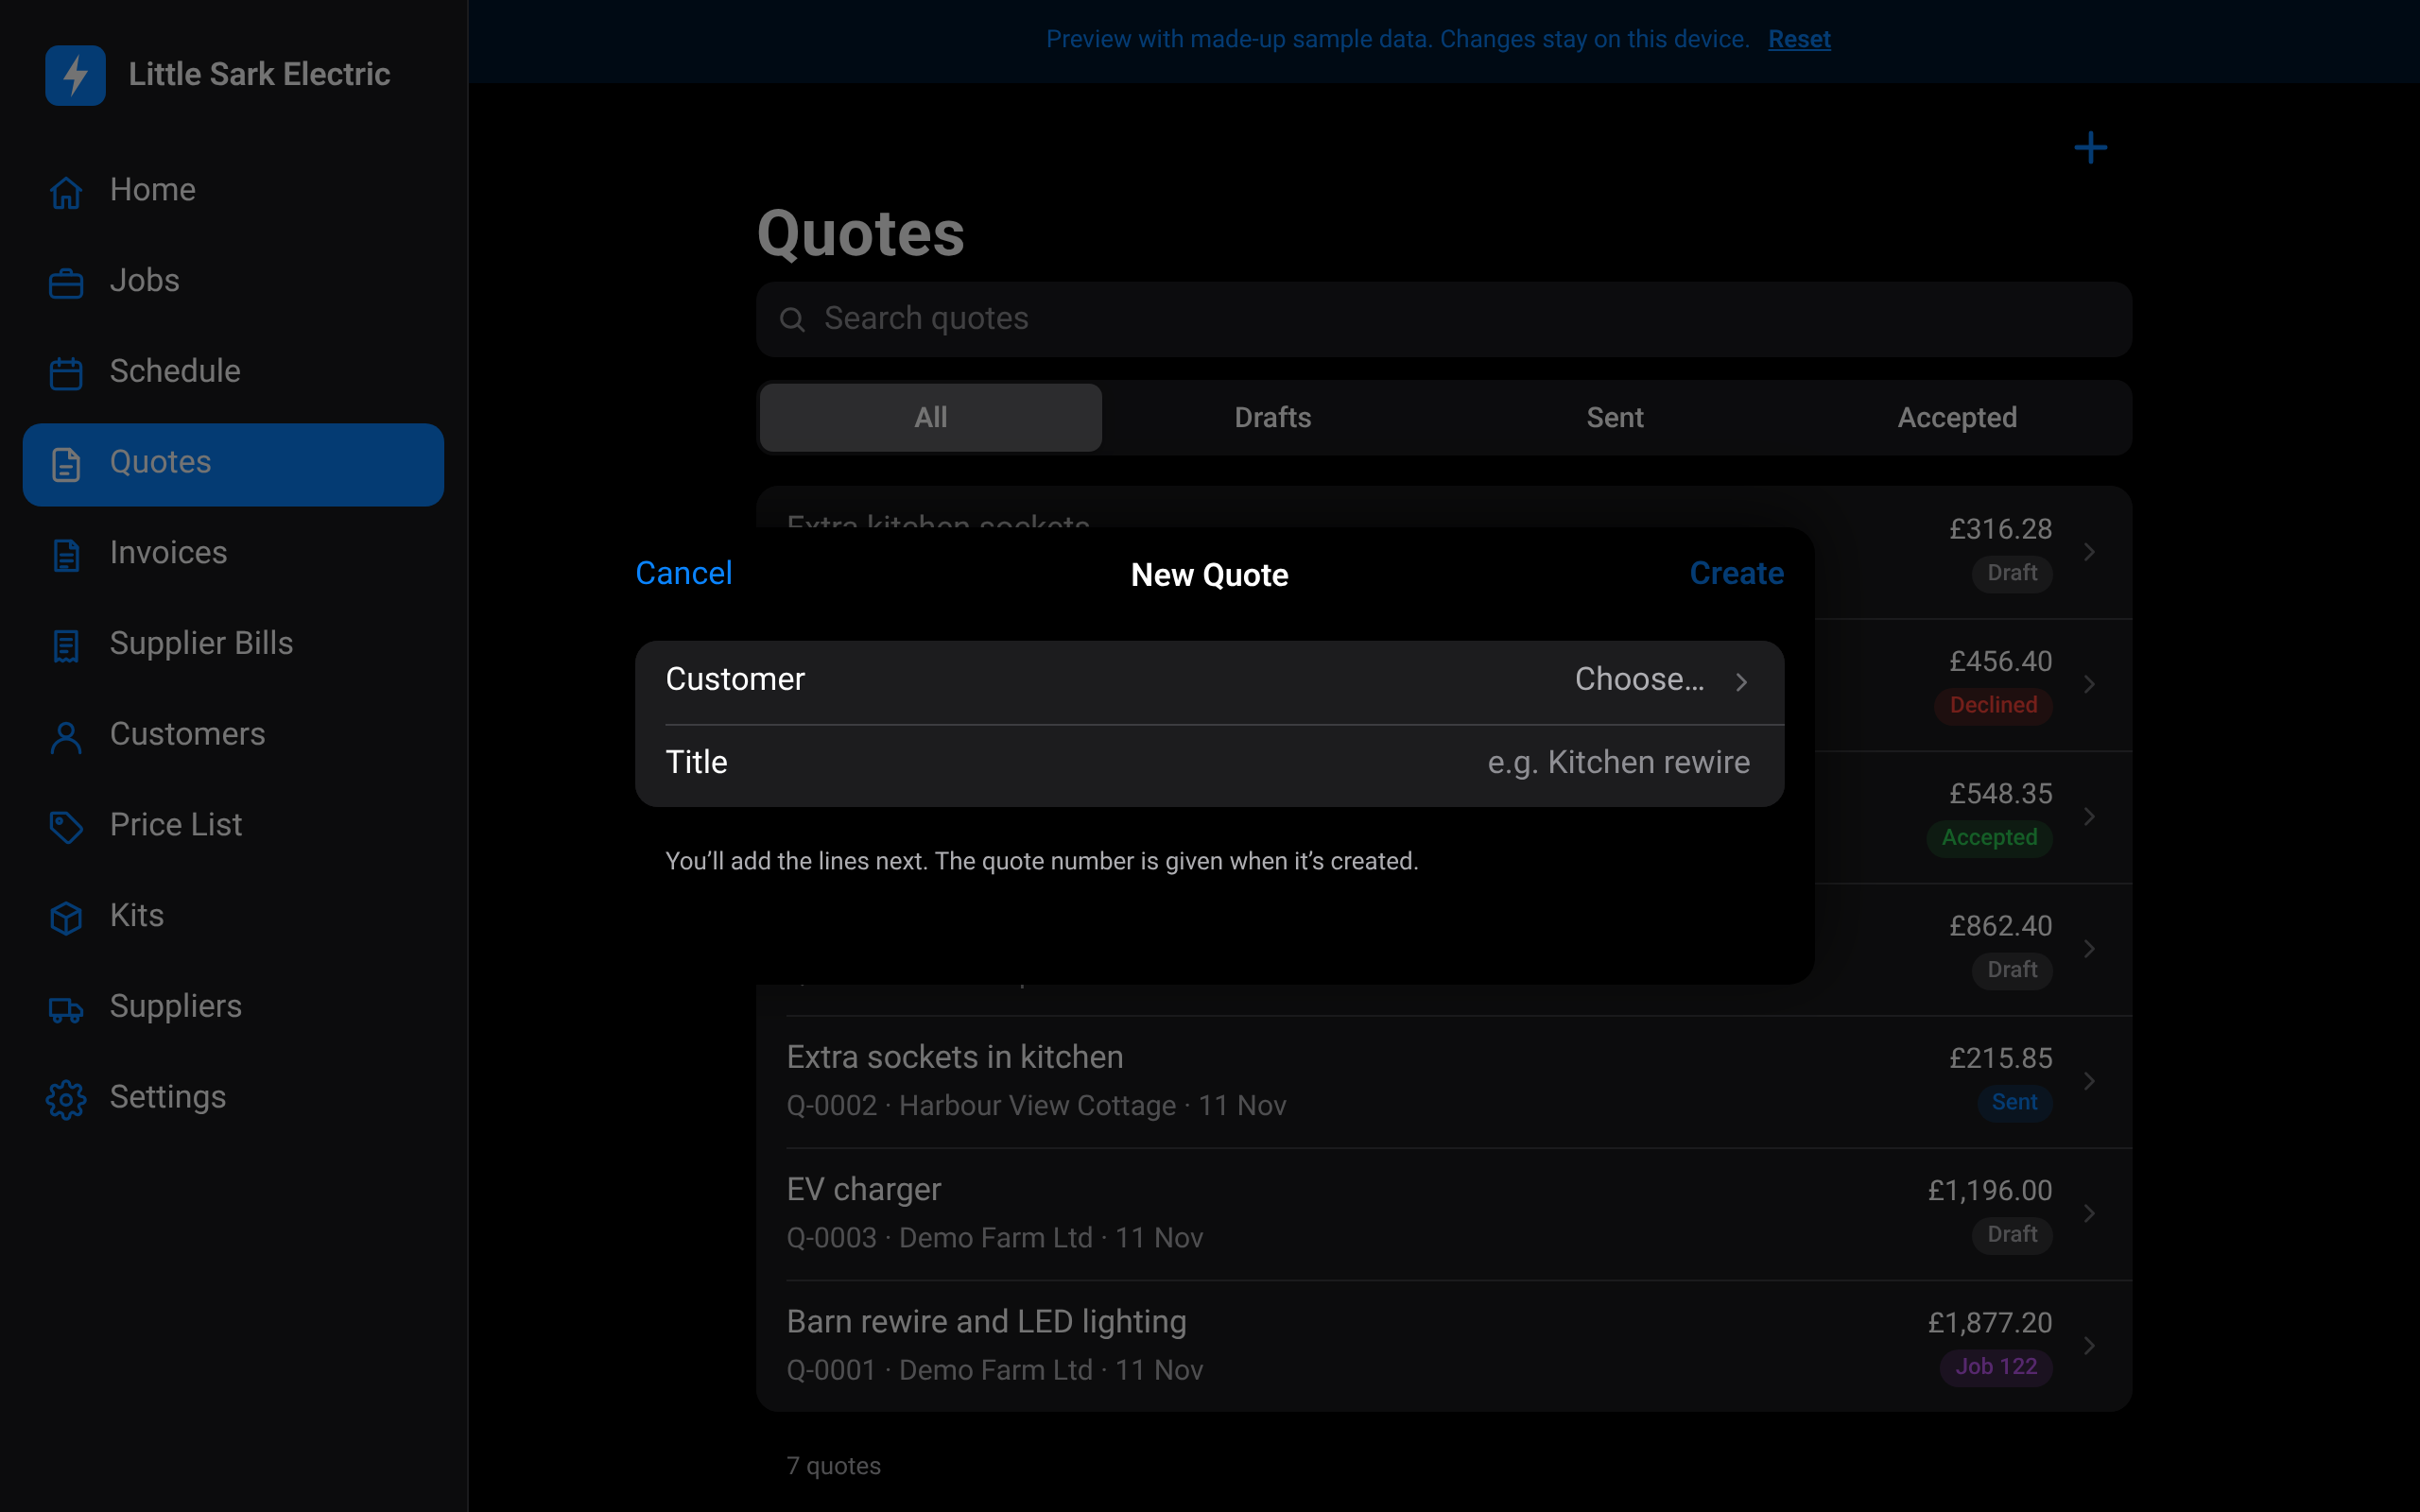 Little Sark Electric
Home
Jobs
Schedule
Quotes
Invoices
Supplier Bills
Customers
Price List
Kits
Suppliers
Settings
Preview with made-up sample data. Changes stay on this device. Reset
Quotes
Search quotes
All Drafts Sent Accepted
Extra kitchen sockets
£316.28
Draft
Cancel New Quote Create
Customer Choose...
Title e.g. Kitchen rewire
You’ll add the lines next. The quote number is given when it’s created.
£456.40
Declined
£548.35
Accepted
£862.40
Draft
Extra sockets in kitchen
£215.85
Q-0002 · Harbour View Cottage · 11 Nov
Sent
EV charger
£1,196.00
Q-0003 · Demo Farm Ltd · 11 Nov
Draft
Barn rewire and LED lighting
£1,877.20
Q-0001 · Demo Farm Ltd · 11 Nov
Job 122
7 quotes